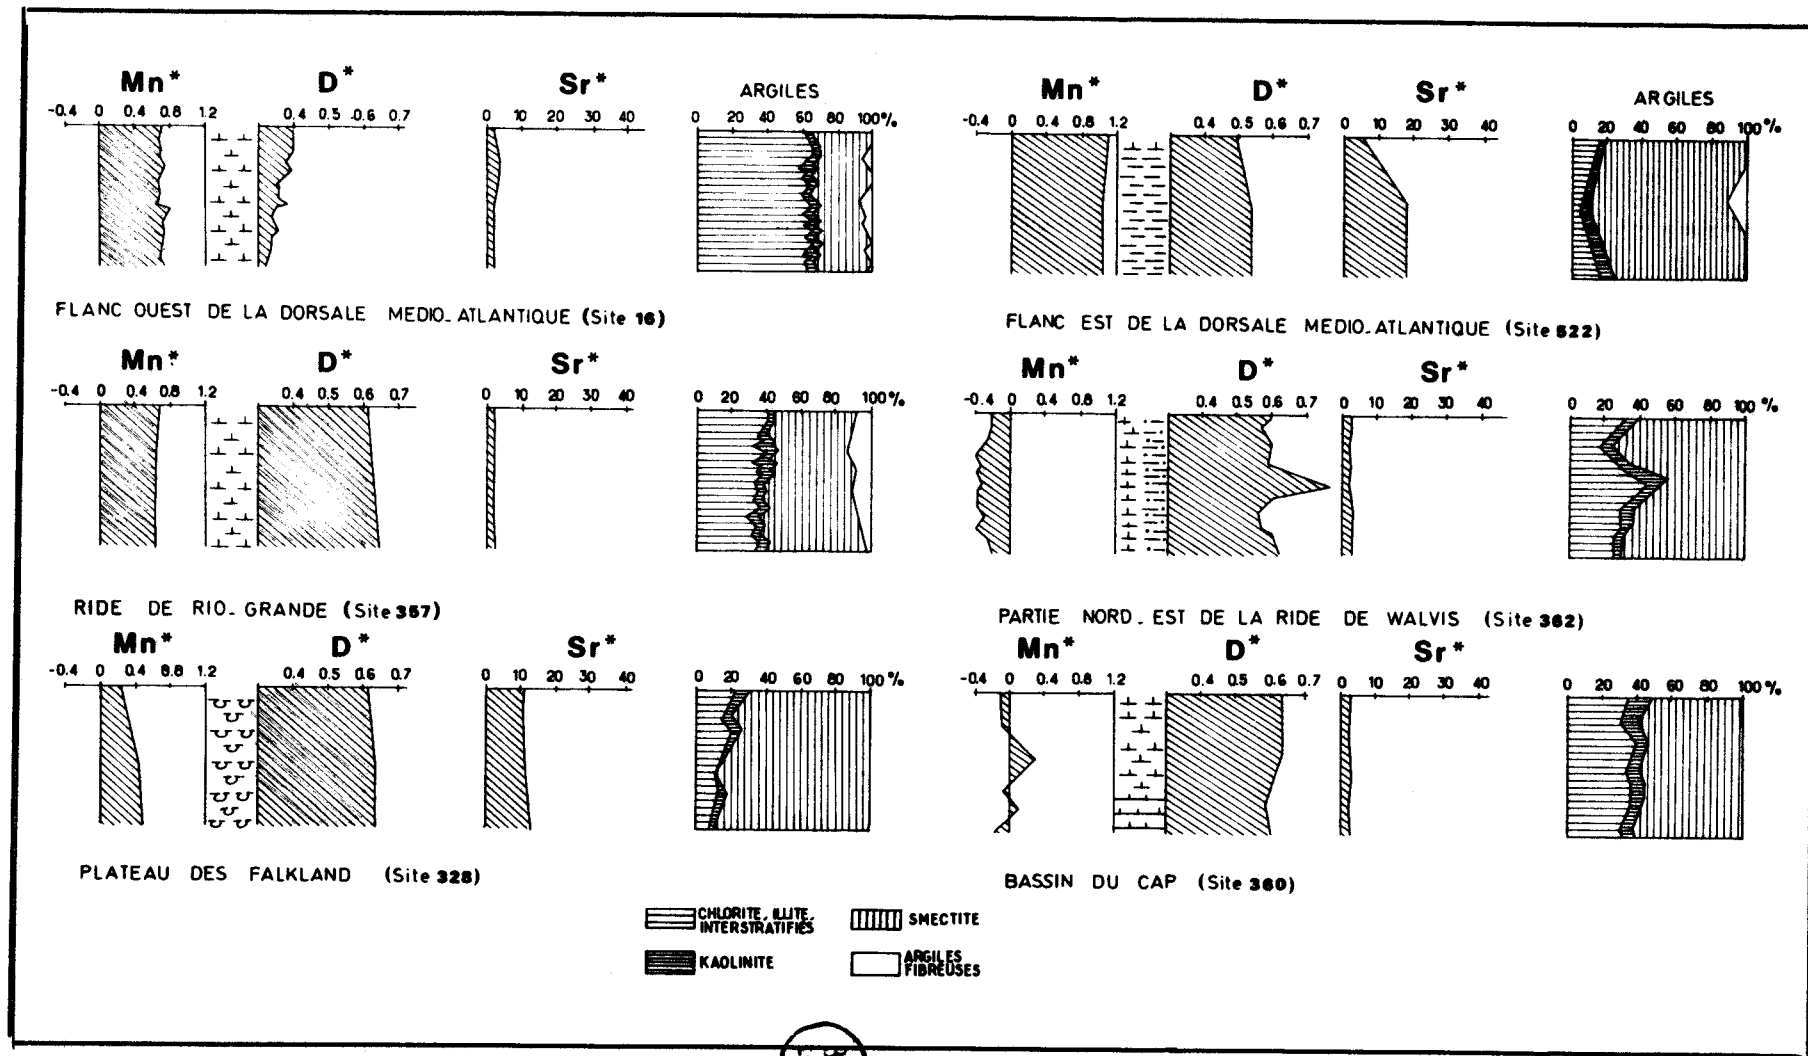 Mn* D* Sr* ARGILES
-0.4 0 0.4 0.8 1.2 0.4 0.5 0.6 0.7 0 10 20 30 40 0 20 40 60 80 100%
FLANC OUEST DE LA DORSALE MEDIO_ATLANTIQUE (Site 16)
Mn* D* Sr* ARGILES
-0.4 0 0.4 0.8 1.2 0.4 0.5 0.6 0.7 0 10 20 30 40 0 20 40 60 80 100%
FLANC EST DE LA DORSALE MEDIO_ATLANTIQUE (Site 522)
Mn* D* Sr*
-0.4 0 0.4 0.8 1.2 0.4 0.5 0.6 0.7 0 10 20 30 40 0 20 40 60 80 100%
RIDE DE RIO_GRANDE (Site 357)
Mn* D* Sr*
-0.4 0 0.4 0.8 1.2 0.4 0.5 0.6 0.7 0 10 20 30 40 0 20 40 60 80 100 %
PARTIE NORD_EST DE LA RIDE DE WALVIS (Site 362)
Mn* D* Sr*
-0.4 0 0.4 0.8 1.2 0.4 0.5 0.6 0.7 0 10 20 30 40 0 20 40 60 80 100 %
PLATEAU DES FALKLAND (Site 328)
Mn* D* Sr*
-0.4 0 0.4 0.8 1.2 0.4 0.5 0.6 0.7 0 10 20 30 40 0 20 40 60 80 100 %
BASSIN DU CAP (Site 360)
CHLORITE, ILLITE,
INTERSTRATIFIÉS
SMECTITE
KAOLINITE
ARGILES
FIBREUSES